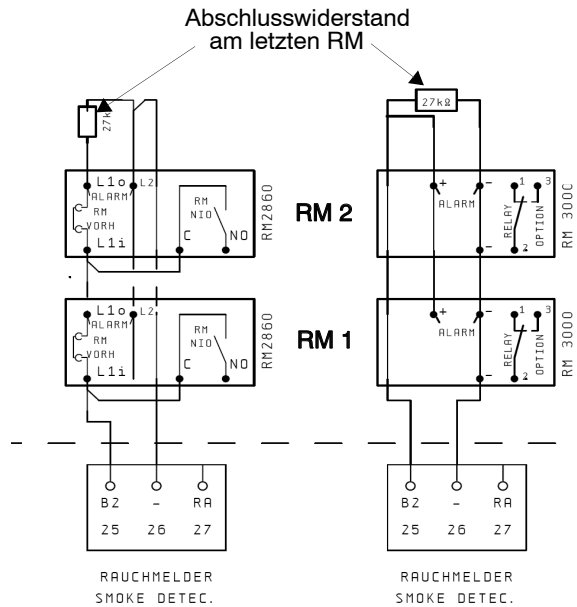 Abschlusswiderstand
am letzten RM
27k
27kΩ
L1o
L2
ALARM
RM
VORH
L1i
RM
NIO
C
NO
RM2860
RM 2
+
-
ALARM
-
1
3
2
RELAY
OPTION
RM 300C
L1o
L2
ALARM
RM
VORH
L1i
RM
NIO
C
NO
RM2860
RM 1
+
-
ALARM
-
1
3
2
RELAY
OPTION
RM 3000
B2
-
RA
25
26
27
RAUCHMELDER
SMOKE DETEC.
B2
-
RA
25
26
27
RAUCHMELDER
SMOKE DETEC.